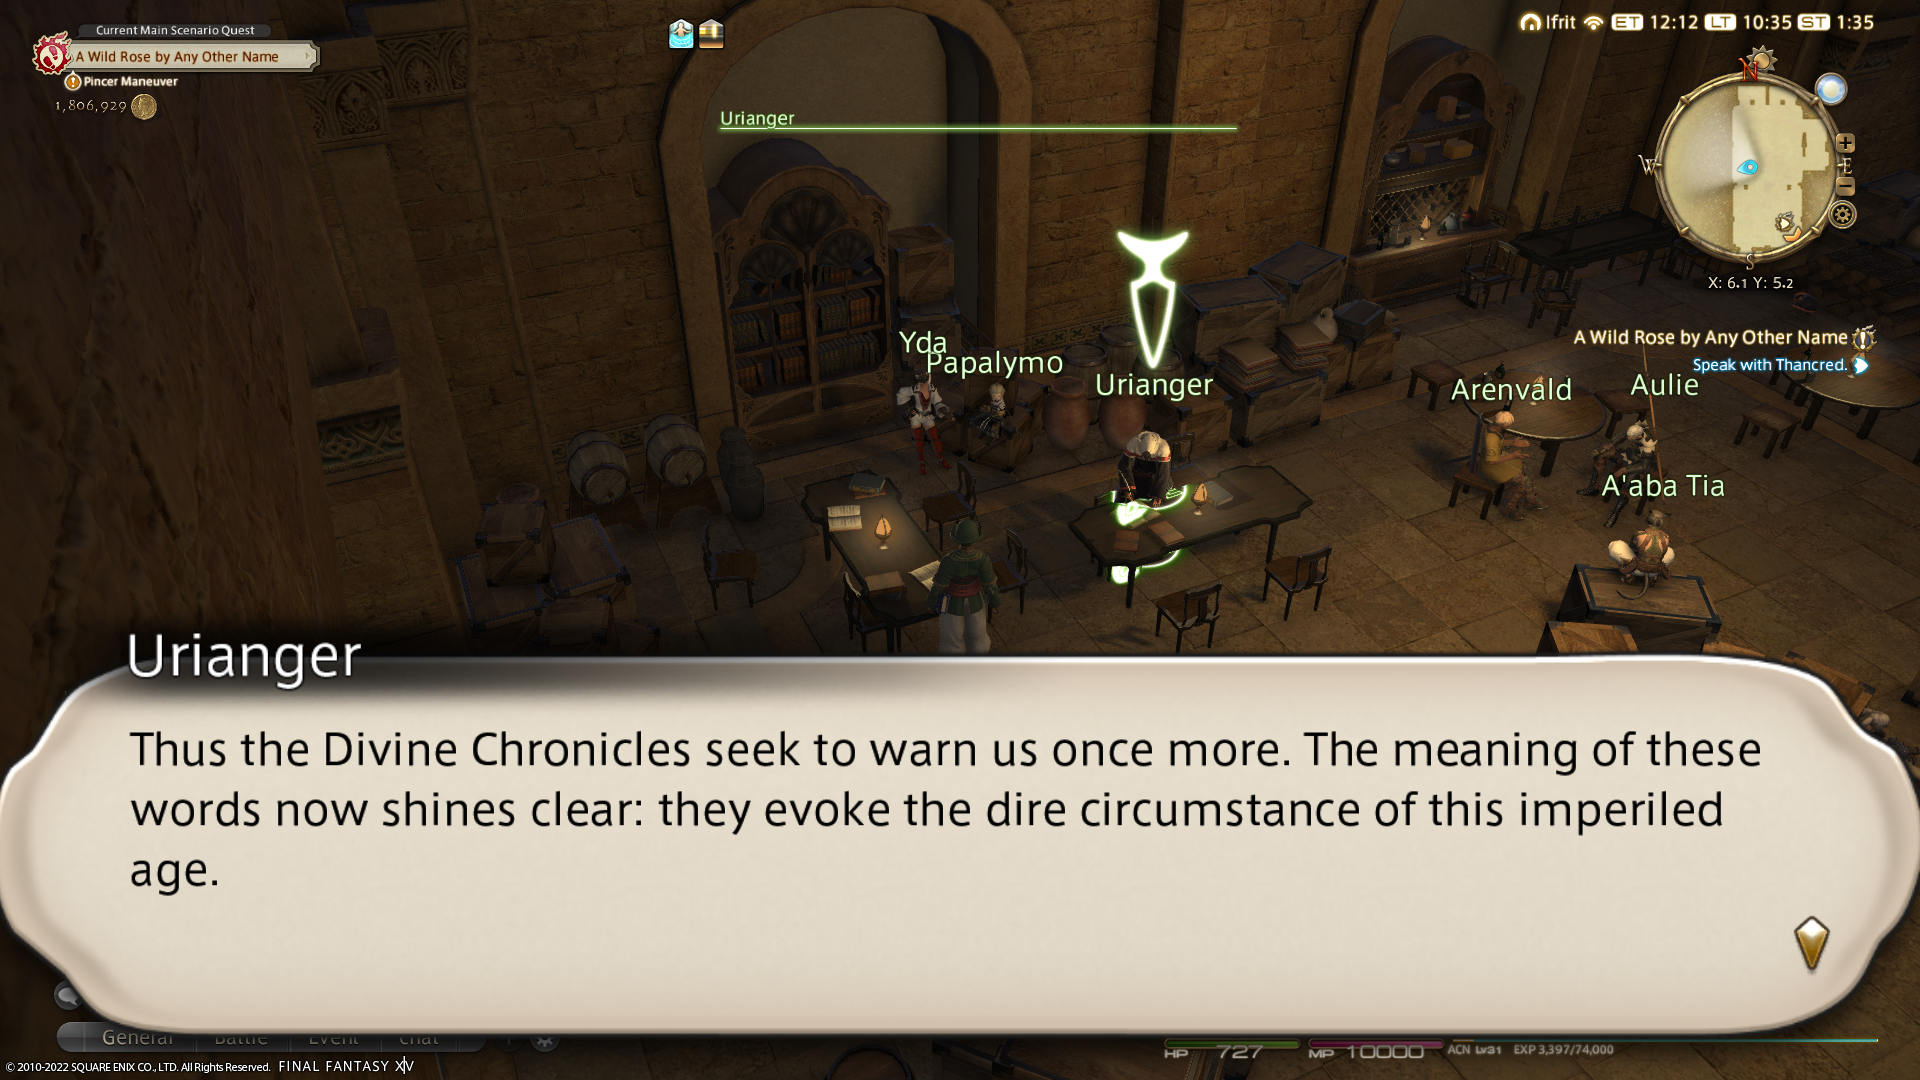 Current Main Scenario Quest
A Wild Rose by Any Other Name
Pincer Maneuver
1,806,929
Ifrit ET 12:12 LT 10:35 ST 1:35
Urianger
N
W
E
S
X: 6.1 Y: 5.2
A Wild Rose by Any Other Name
Speak with Thancred.
Yda
Papalymo
Urianger
Arenvald
Aulie
A'aba Tia
Urianger
Thus the Divine Chronicles seek to warn us once more. The meaning of these
words now shines clear: they evoke the dire circumstance of this imperiled
age.
General Battle Event Chat
HP 727 MP 10000 ACN Lv31 EXP 3,397/74,000
© 2010-2022 SQUARE ENIX CO., LTD. All Rights Reserved. FINAL FANTASY XIV